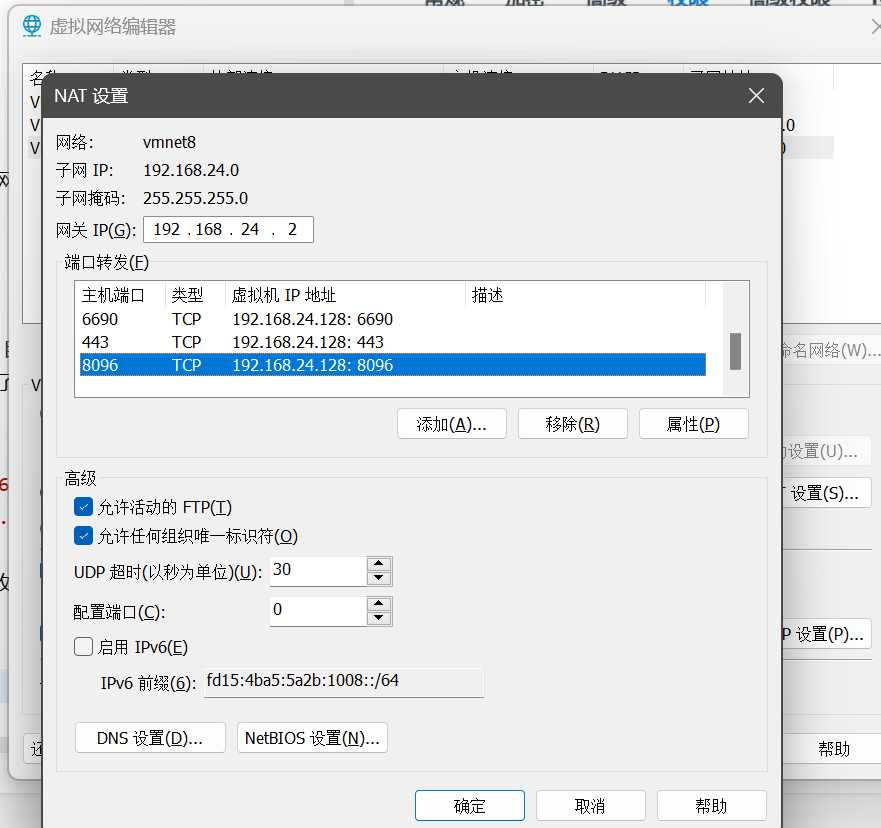 虚拟网络编辑器
NAT 设置
网络: vmnet8
子网 IP: 192.168.24.0
子网掩码: 255.255.255.0
网关 IP(G): 192 . 168 . 24 . 2
端口转发(F)
主机端口 类型 虚拟机 IP 地址 描述
6690 TCP 192.168.24.128: 6690
443 TCP 192.168.24.128: 443
8096 TCP 192.168.24.128: 8096
添加(A)... 移除(R) 属性(P)
命名网络(W)...
高级
设置(U)...
允许活动的 FTP(T)
设置(S)...
允许任何组织唯一标识符(O)
UDP 超时(以秒为单位)(U): 30
配置端口(C): 0
启用 IPv6(E)
P 设置(P)...
IPv6 前缀(6): fd15:4ba5:5a2b:1008::/64
DNS 设置(D)... NetBIOS 设置(N)...
还
帮助
确定 取消 帮助